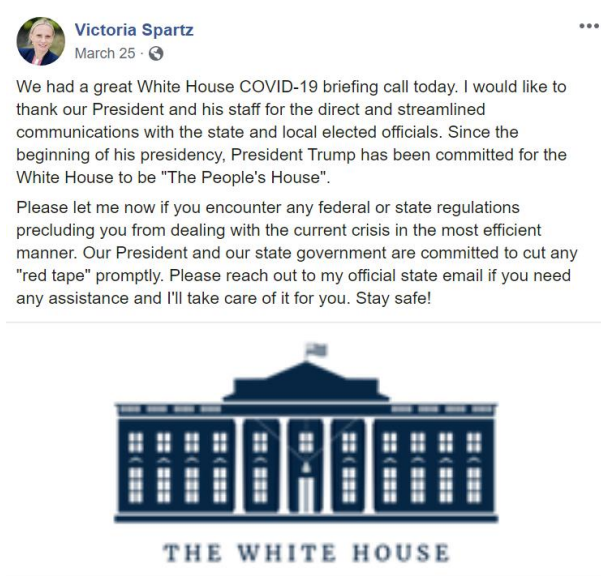 Victoria Spartz
March 25 ·
We had a great White House COVID-19 briefing call today. I would like to
thank our President and his staff for the direct and streamlined
communications with the state and local elected officials. Since the
beginning of his presidency, President Trump has been committed for the
White House to be "The People's House".
Please let me now if you encounter any federal or state regulations
precluding you from dealing with the current crisis in the most efficient
manner. Our President and our state government are committed to cut any
"red tape" promptly. Please reach out to my official state email if you need
any assistance and I'll take care of it for you. Stay safe!
THE WHITE HOUSE